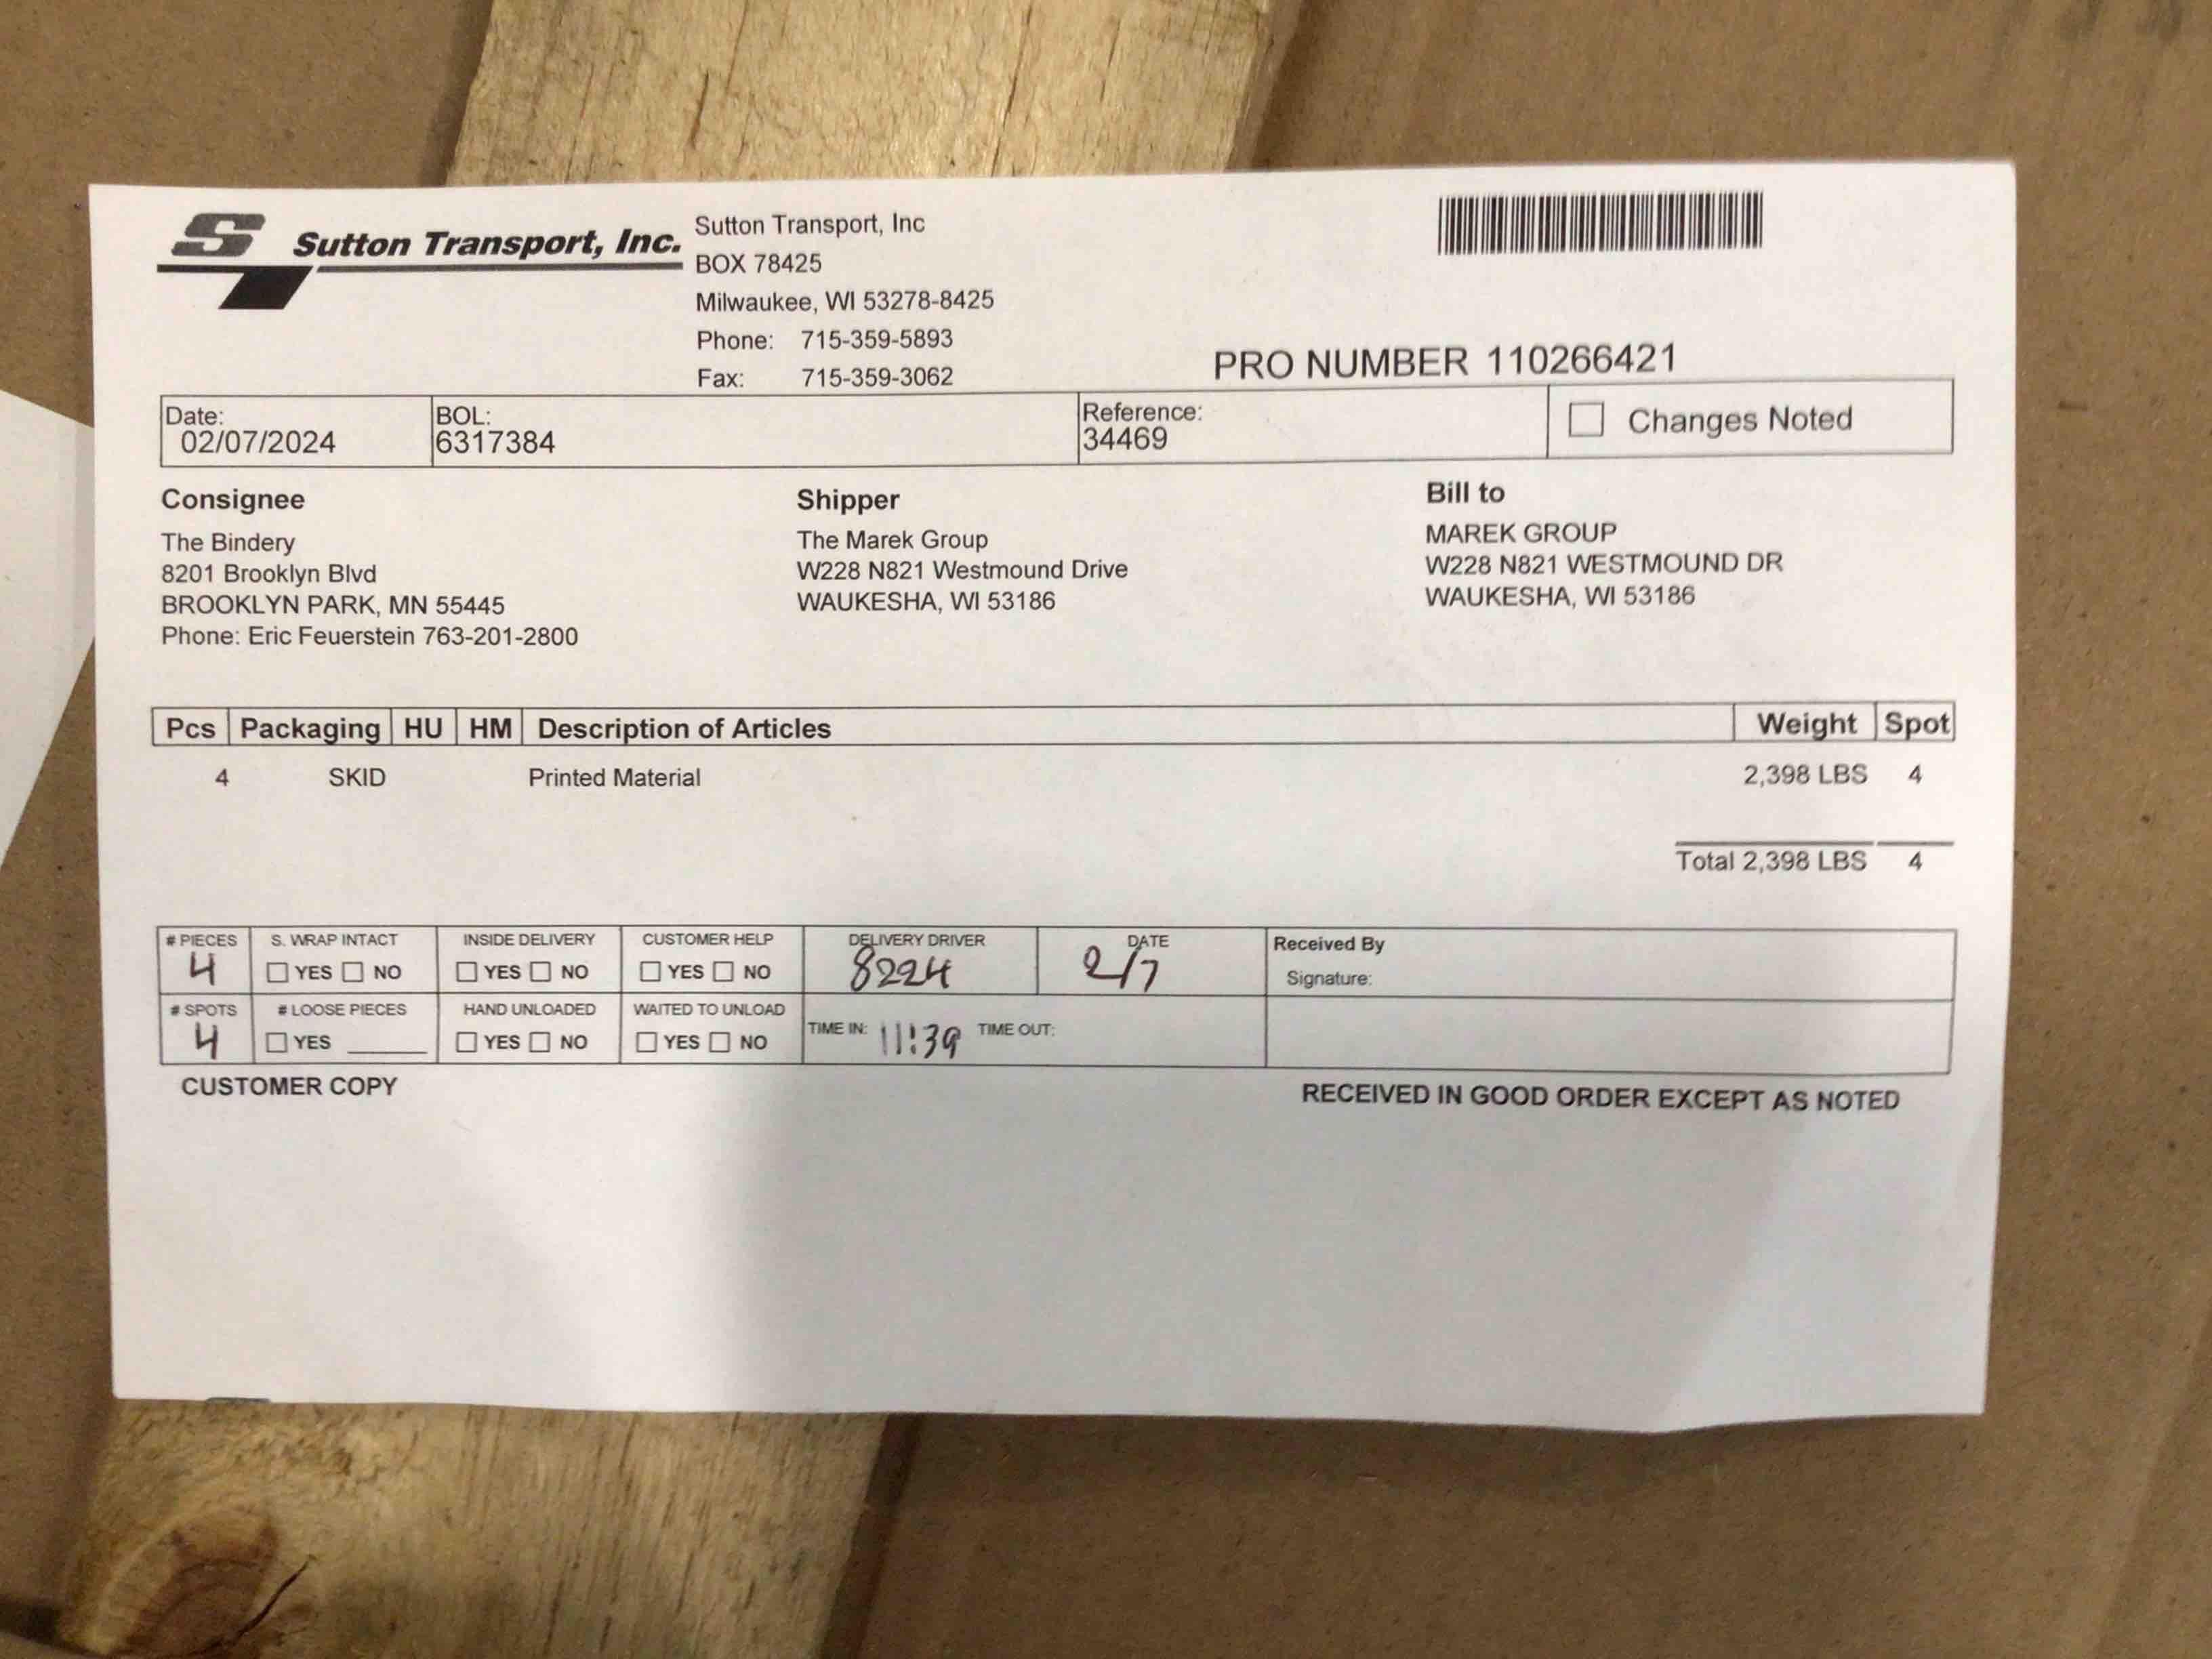 S
Sutton Transport, Inc.
Sutton Transport, Inc
BOX 78425
Milwaukee, WI 53278-8425
Phone: 715-359-5893
Fax: 715-359-3062
PRO NUMBER 110266421
Date:
02/07/2024
BOL:
6317384
Reference:
34469
Changes Noted
Consignee
The Bindery
8201 Brooklyn Blvd
BROOKLYN PARK, MN 55445
Phone: Eric Feuerstein 763-201-2800
Shipper
The Marek Group
W228 N821 Westmound Drive
WAUKESHA, WI 53186
Bill to
MAREK GROUP
W228 N821 WESTMOUND DR
WAUKESHA, WI 53186
Pcs Packaging HU HM Description of Articles Weight Spot
4 SKID Printed Material 2,398 LBS 4
Total 2,398 LBS 4
# PIECES
4
S. WRAP INTACT
YES NO
INSIDE DELIVERY
YES NO
CUSTOMER HELP
YES NO
DELIVERY DRIVER
8224
DATE
2/7
Received By
Signature:
# SPOTS
4
# LOOSE PIECES
YES
HAND UNLOADED
YES NO
WAITED TO UNLOAD
YES NO
TIME IN: 11:39 TIME OUT:
CUSTOMER COPY
RECEIVED IN GOOD ORDER EXCEPT AS NOTED